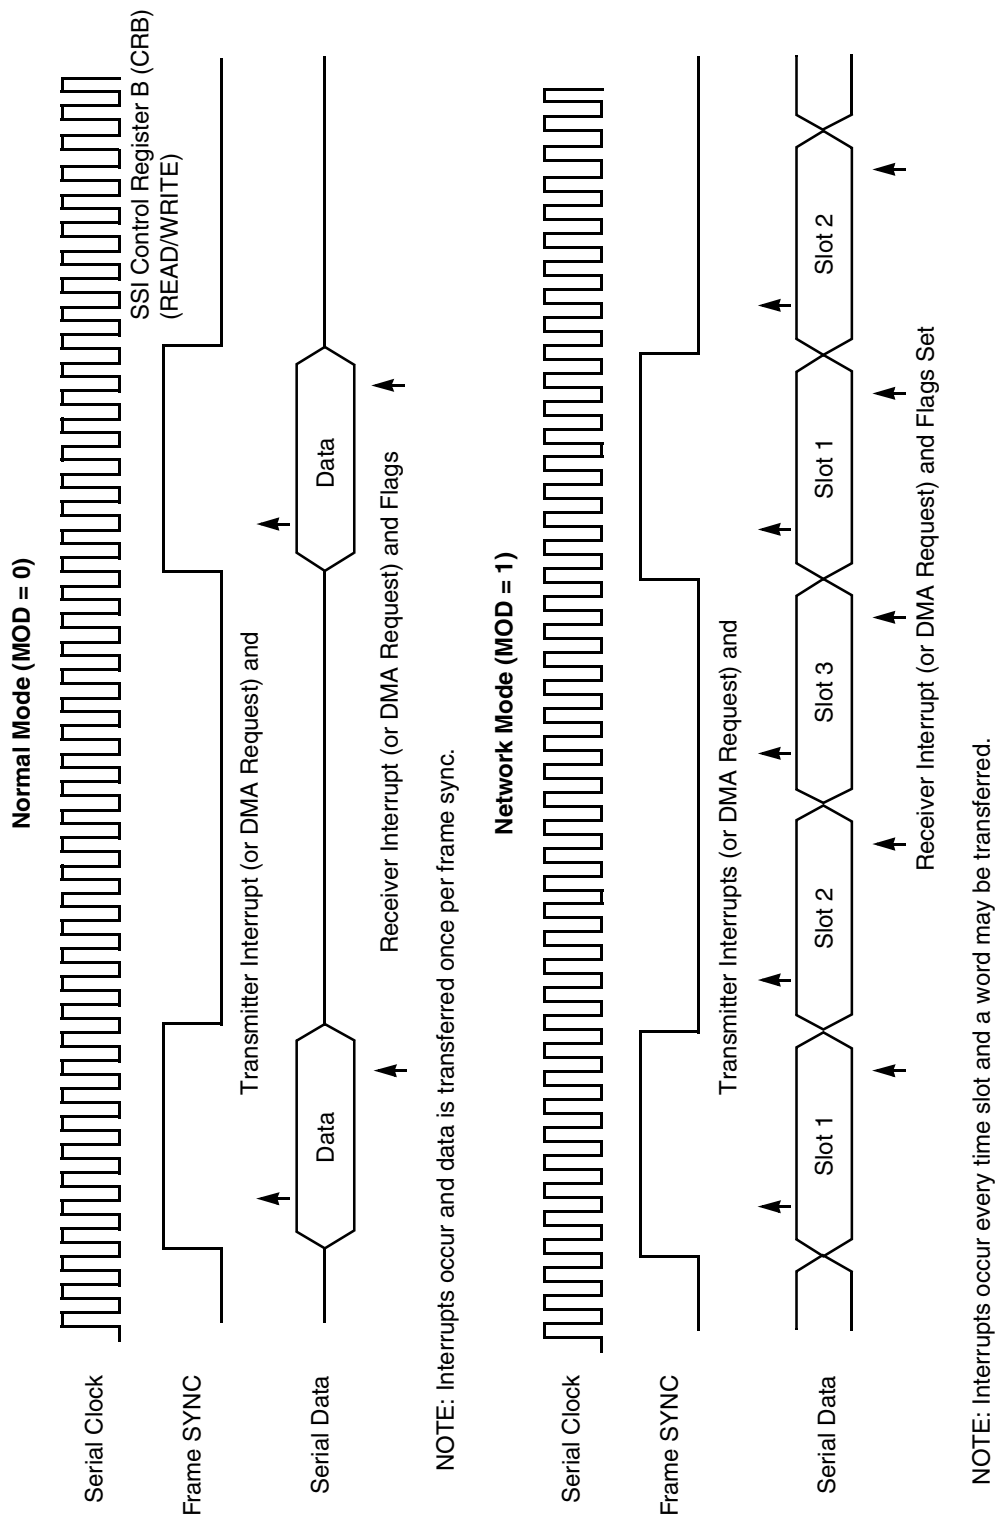 Normal Mode (MOD = 0)
Serial Clock
SSI Control Register B (CRB)
(READ/WRITE)
Frame SYNC
Transmitter Interrupt (or DMA Request) and
Serial Data
Data
Data
Receiver Interrupt (or DMA Request) and Flags
NOTE: Interrupts occur and data is transferred once per frame sync.
Network Mode (MOD = 1)
Serial Clock
Frame SYNC
Transmitter Interrupts (or DMA Request) and
Serial Data
Slot 1
Slot 2
Slot 3
Slot 1
Slot 2
Receiver Interrupt (or DMA Request) and Flags Set
NOTE: Interrupts occur every time slot and a word may be transferred.